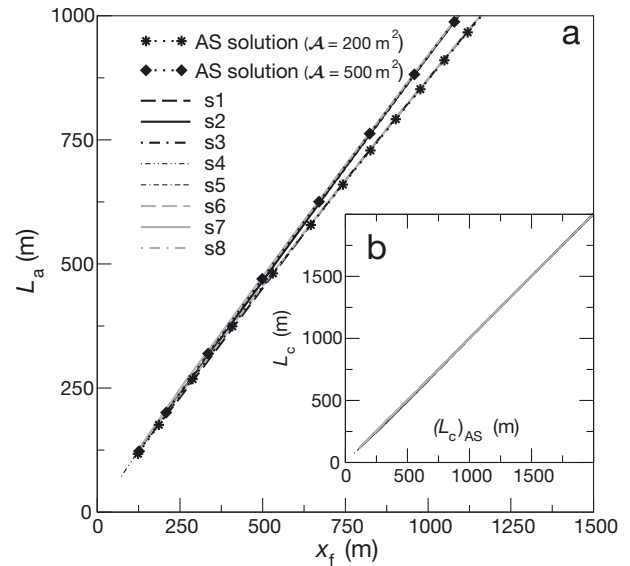 1000
750
500
250
0
L_a (m)
a
AS solution (𝒜 = 200 m²)
AS solution (𝒜 = 500 m²)
s1
s2
s3
s4
s5
s6
s7
s8
b
1500
1000
500
0
L_c (m)
(L_c)_AS (m)
0 500 1000 1500
0 250 500 750 1000 1250 1500
x_f (m)